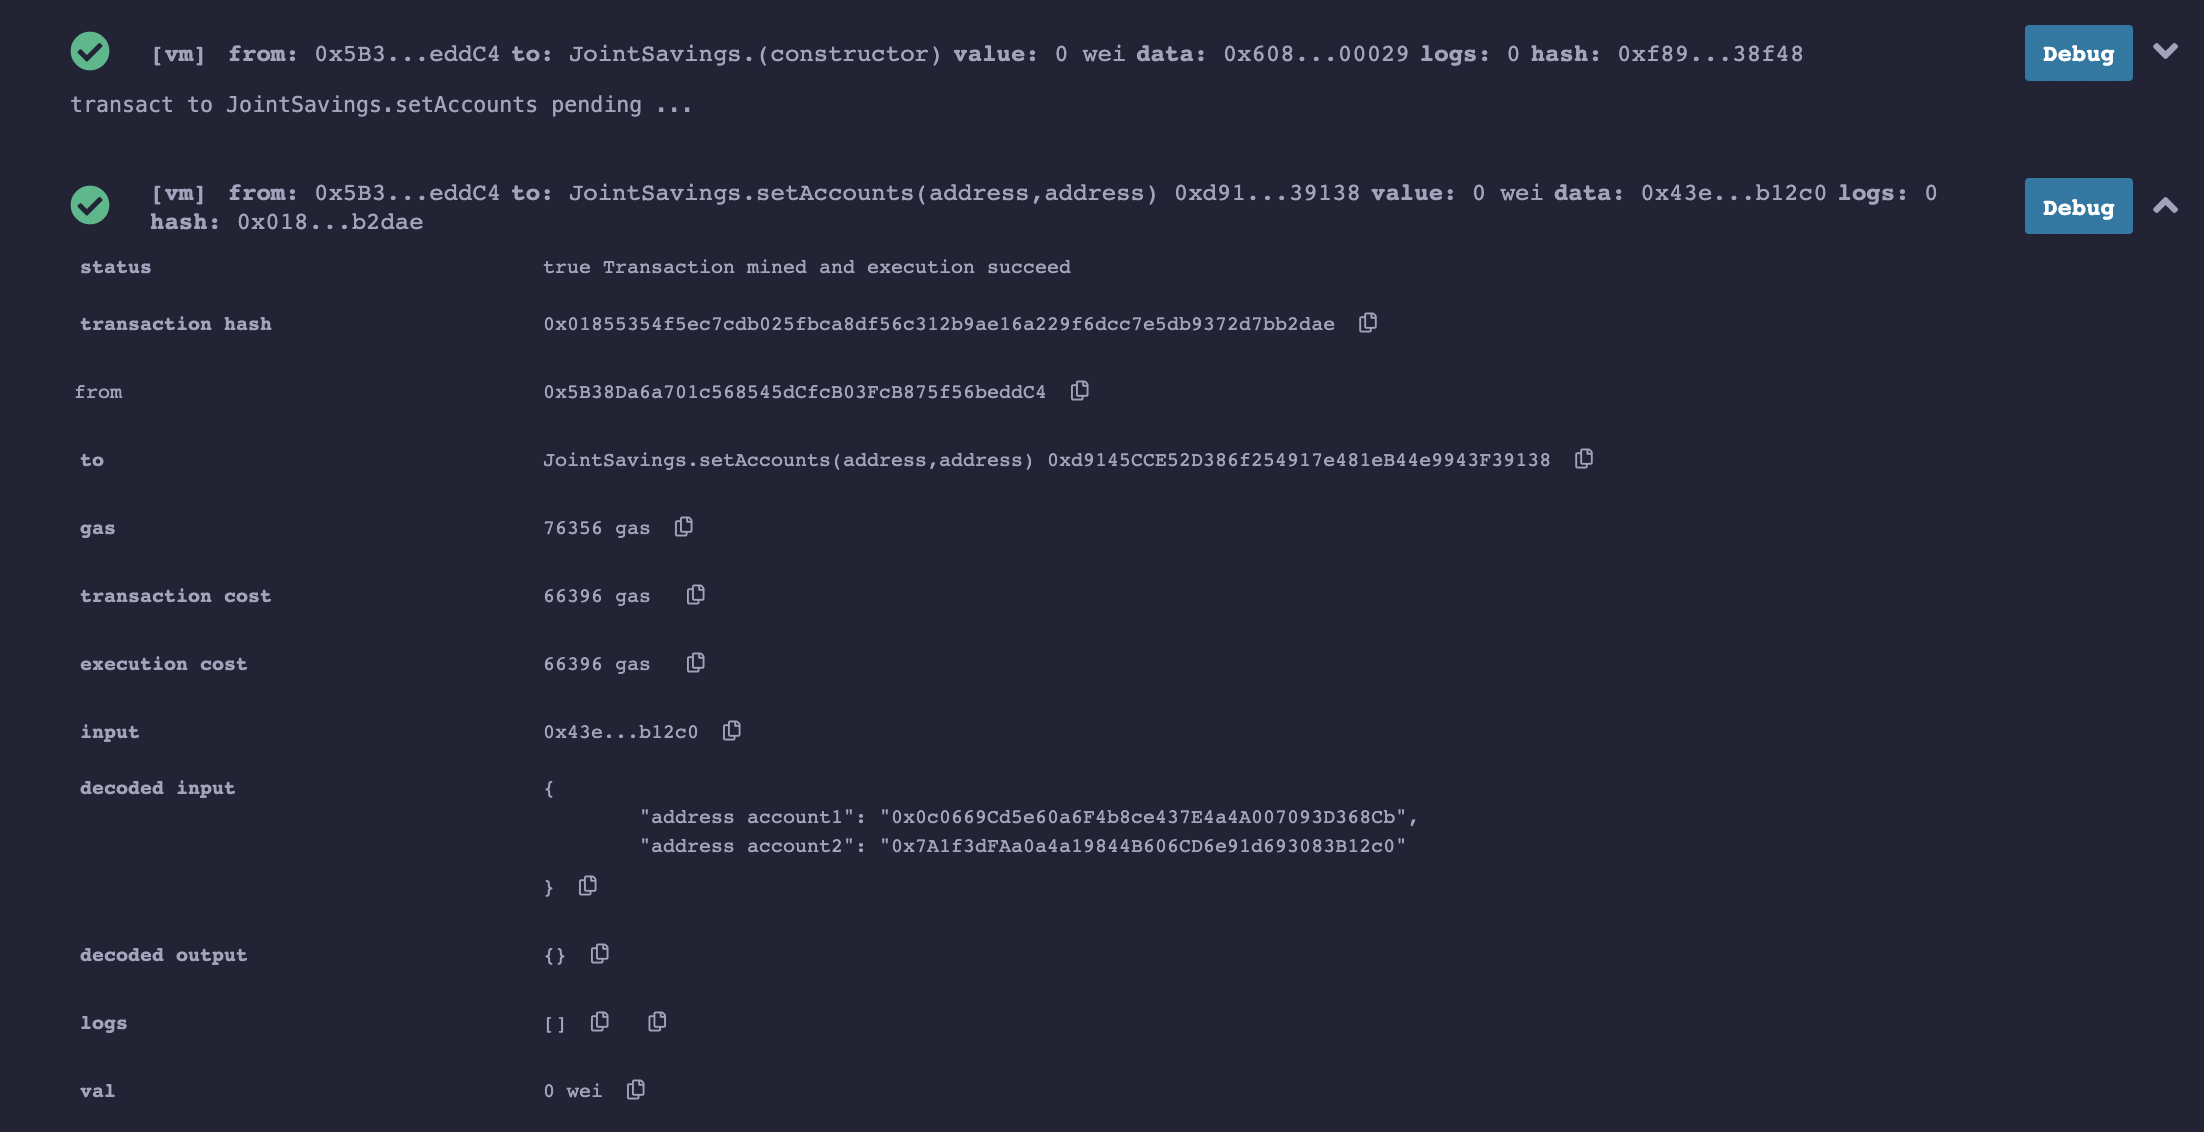 [vm] from: 0x5B3...eddC4 to: JointSavings.(constructor) value: 0 wei data: 0x608...00029 logs: 0 hash: 0xf89...38f48
Debug
transact to JointSavings.setAccounts pending ...
[vm] from: 0x5B3...eddC4 to: JointSavings.setAccounts(address,address) 0xd91...39138 value: 0 wei data: 0x43e...b12c0 logs: 0
hash: 0x018...b2dae
Debug
status true Transaction mined and execution succeed
transaction hash 0x01855354f5ec7cdb025fbca8df56c312b9ae16a229f6dcc7e5db9372d7bb2dae
from 0x5B38Da6a701c568545dCfcB03FcB875f56beddC4
to JointSavings.setAccounts(address,address) 0xd9145CCE52D386f254917e481eB44e9943F39138
gas 76356 gas
transaction cost 66396 gas
execution cost 66396 gas
input 0x43e...b12c0
decoded input {
"address account1": "0x0c0669Cd5e60a6F4b8ce437E4a4A007093D368Cb",
"address account2": "0x7A1f3dFAa0a4a19844B606CD6e91d693083B12c0"
}
decoded output {}
logs []
val 0 wei